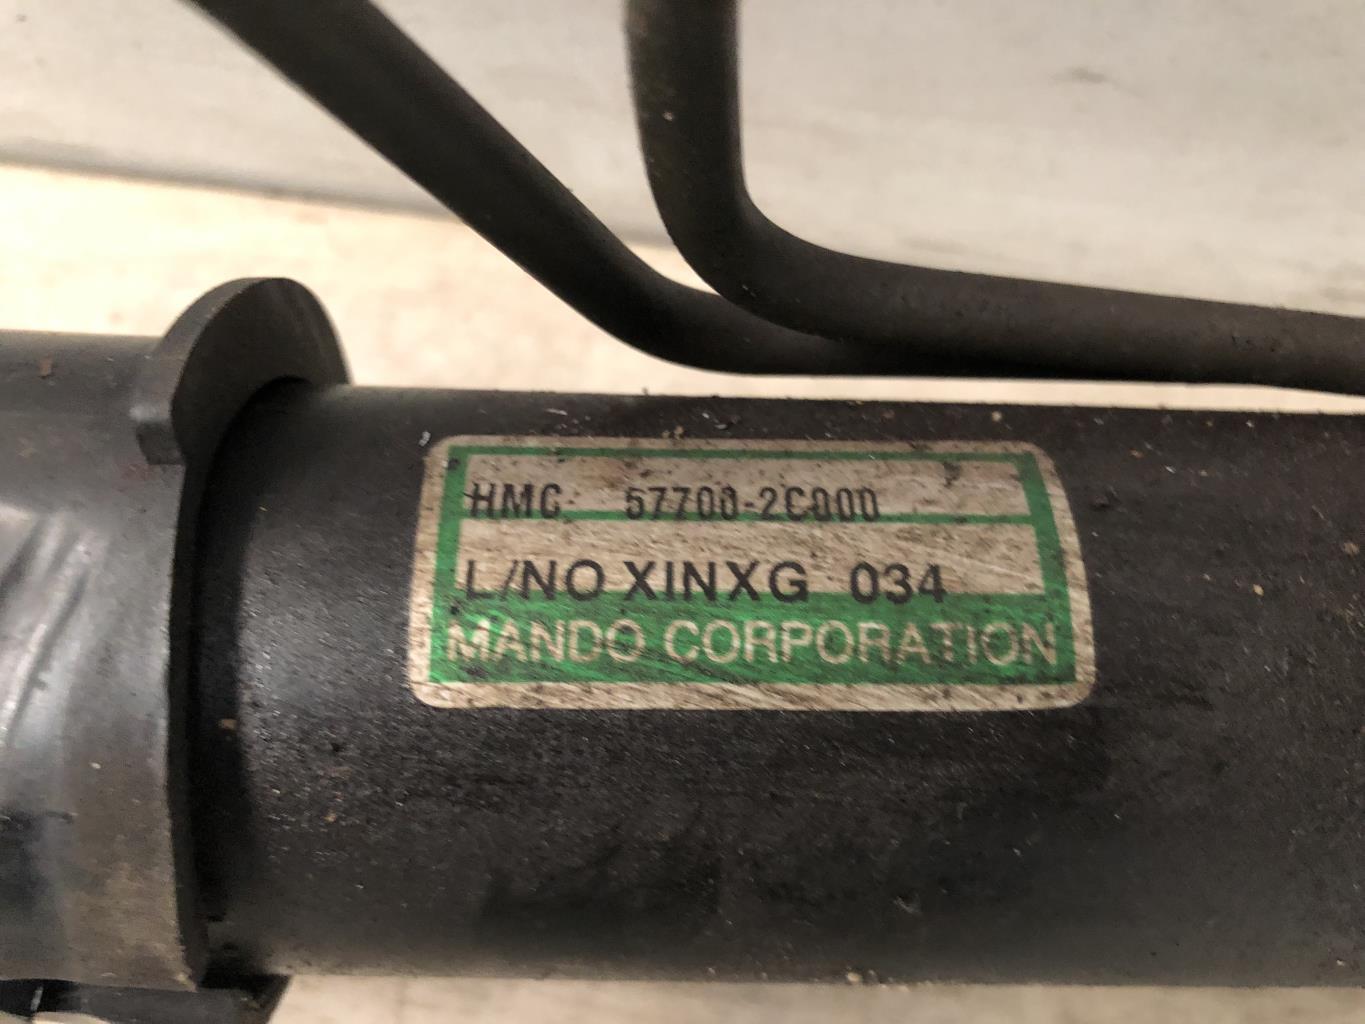 HMC 57700-2C000
L/NO XINXG 034
MANDO CORPORATION